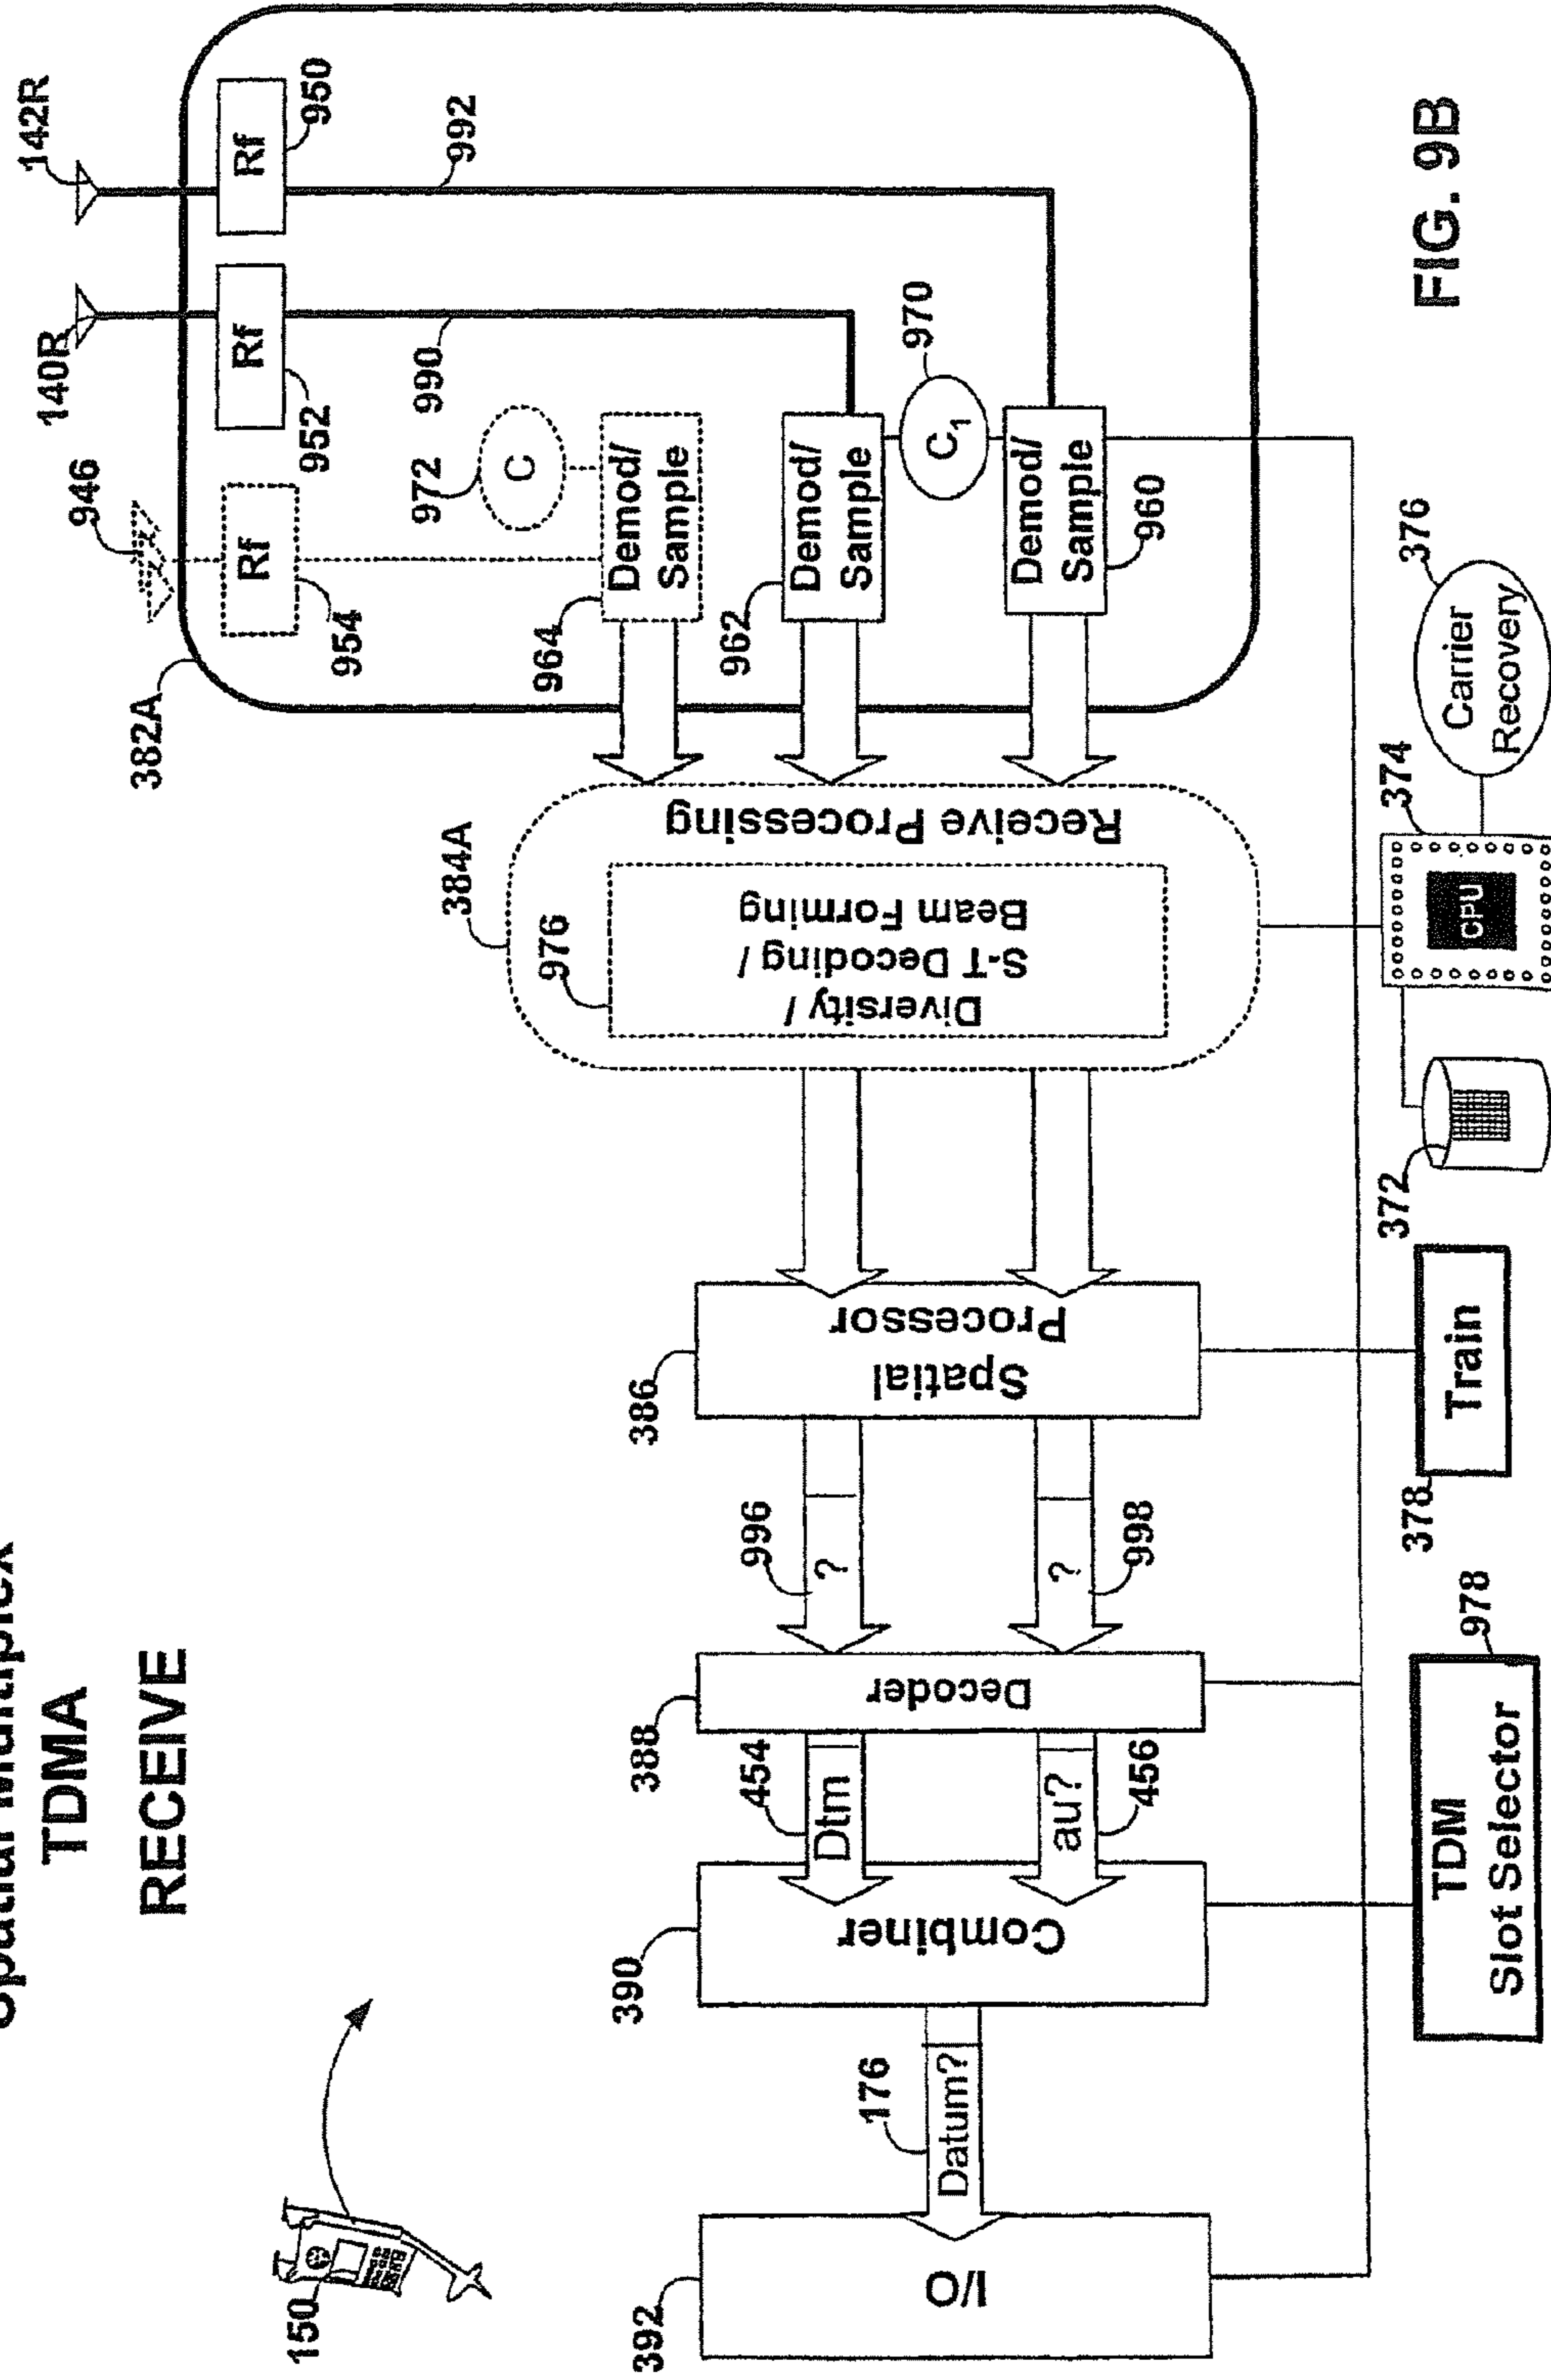 Spatial Multiplex
TDMA
RECEIVE
150
382A
946
140R
142R
Rf
954
Rf
952
Rf
950
972
C
990
992
964
Demod/
Sample
962
Demod/
Sample
970
C1
Demod/
Sample
960
384A
Receive Processing
976
Diversity /
S-T Decoding /
Beam Forming
386
Spatial
Processor
996
?
?
998
388
Decoder
454
Dtm
au?
456
390
Combiner
176
Datum?
392
I/O
TDM
Slot Selector
978
378
Train
372
374
CPU
376
Carrier
Recovery
FIG. 9B